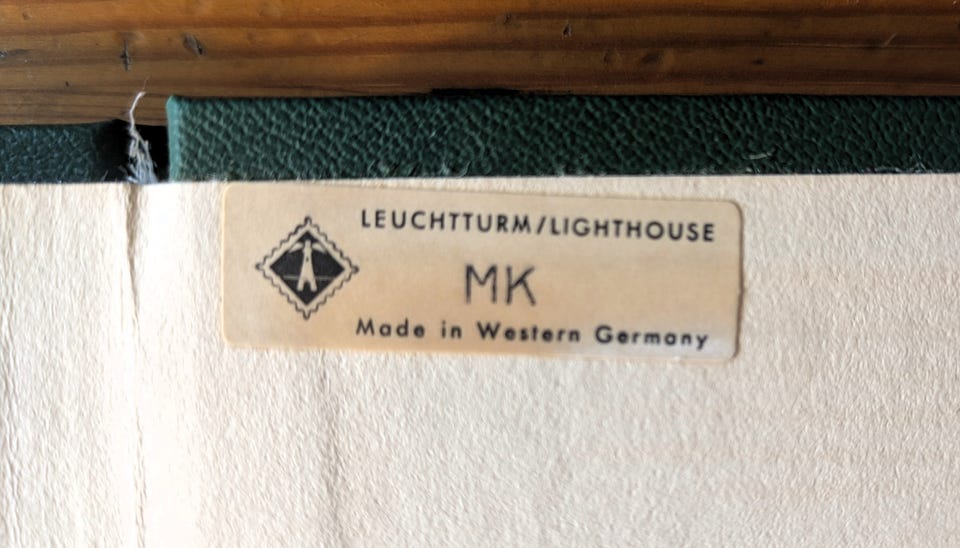 LEUCHTTURM/LIGHTHOUSE
MK
Made in Western Germany